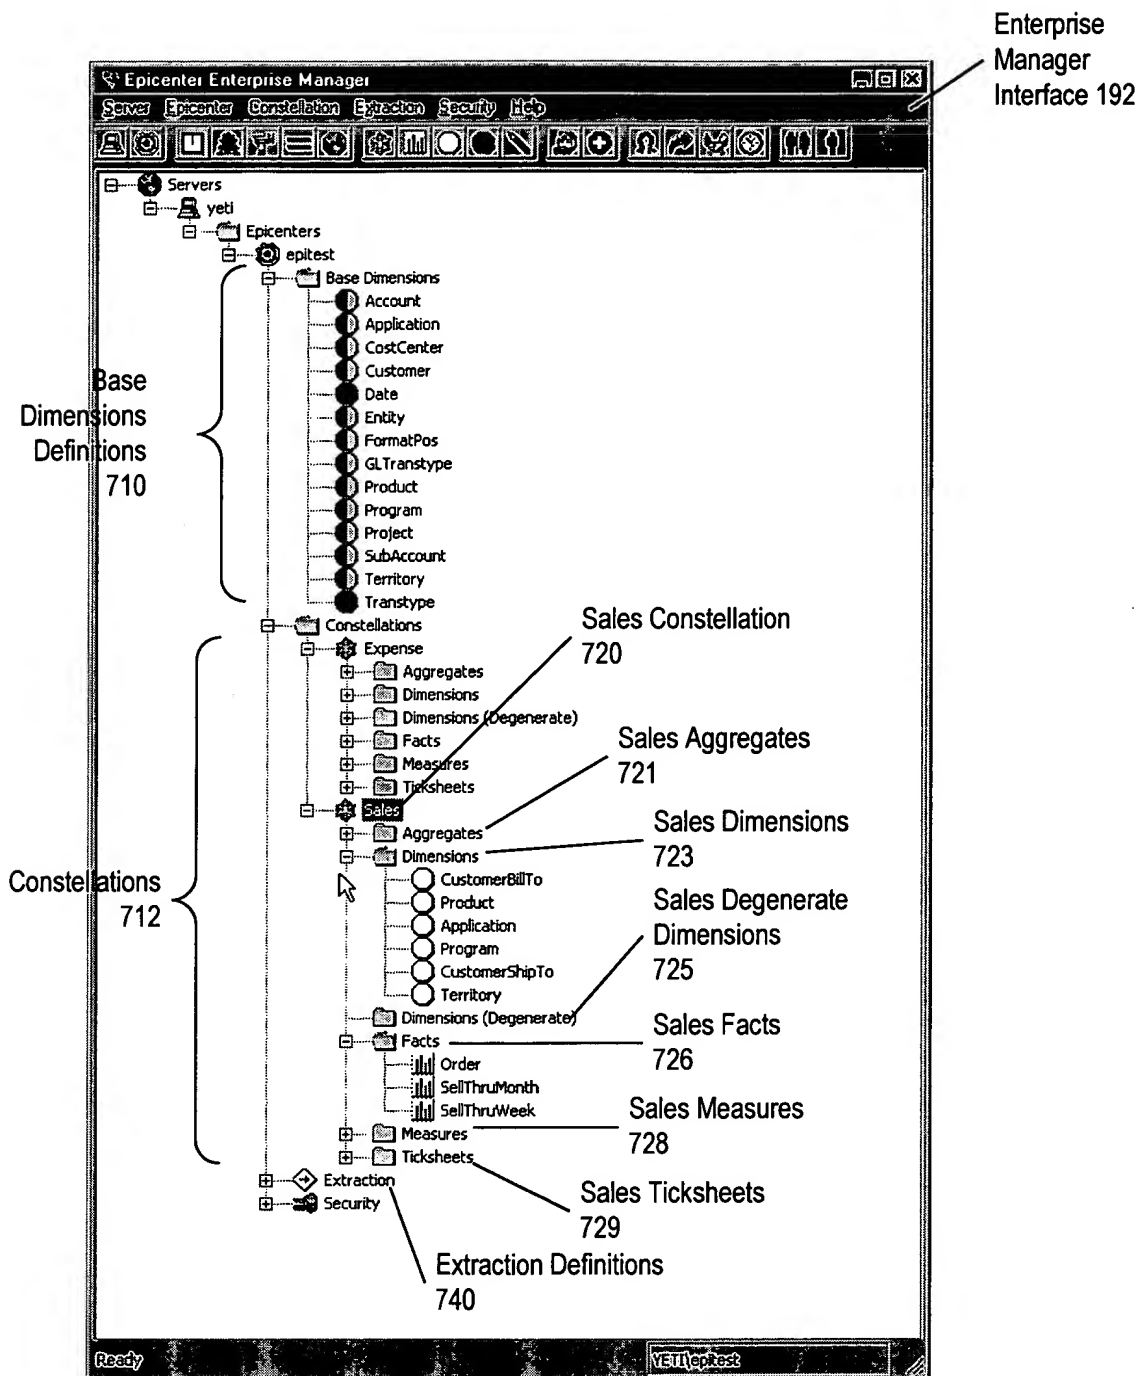 Enterprise
Manager
Interface 192
Epicenter Enterprise Manager
Server Epicenter Constellation Extraction Security Help
Servers
yeti
Epicenters
epitest
Base Dimensions
Account
Application
CostCenter
Customer
Date
Entity
FormatPos
GLTranstype
Product
Program
Project
SubAccount
Territory
Transtype
Base
Dimensions
Definitions
710
Constellations
Expense
Aggregates
Dimensions
Dimensions (Degenerate)
Facts
Measures
Ticksheets
Sales
Aggregates
Dimensions
CustomerBillTo
Product
Application
Program
CustomerShipTo
Territory
Dimensions (Degenerate)
Facts
Order
SellThruMonth
SellThruWeek
Measures
Ticksheets
Extraction
Security
Constellations
712
Sales Constellation
720
Sales Aggregates
721
Sales Dimensions
723
Sales Degenerate
Dimensions
725
Sales Facts
726
Sales Measures
728
Sales Ticksheets
729
Extraction Definitions
740
Ready
YETI\epitest